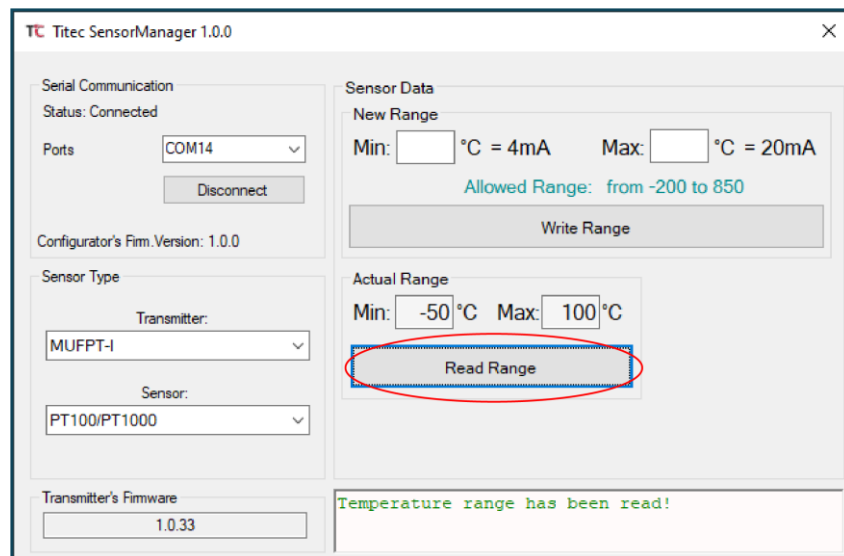 TC Titec SensorManager 1.0.0
Serial Communication
Status: Connected
Ports COM14
Disconnect
Configurator's Firm.Version: 1.0.0
Sensor Type
Transmitter:
MUFPT-I
Sensor:
PT100/PT1000
Transmitter's Firmware
1.0.33
Sensor Data
New Range
Min: °C = 4mA Max: °C = 20mA
Allowed Range: from -200 to 850
Write Range
Actual Range
Min: -50 °C Max: 100 °C
Read Range
Temperature range has been read!